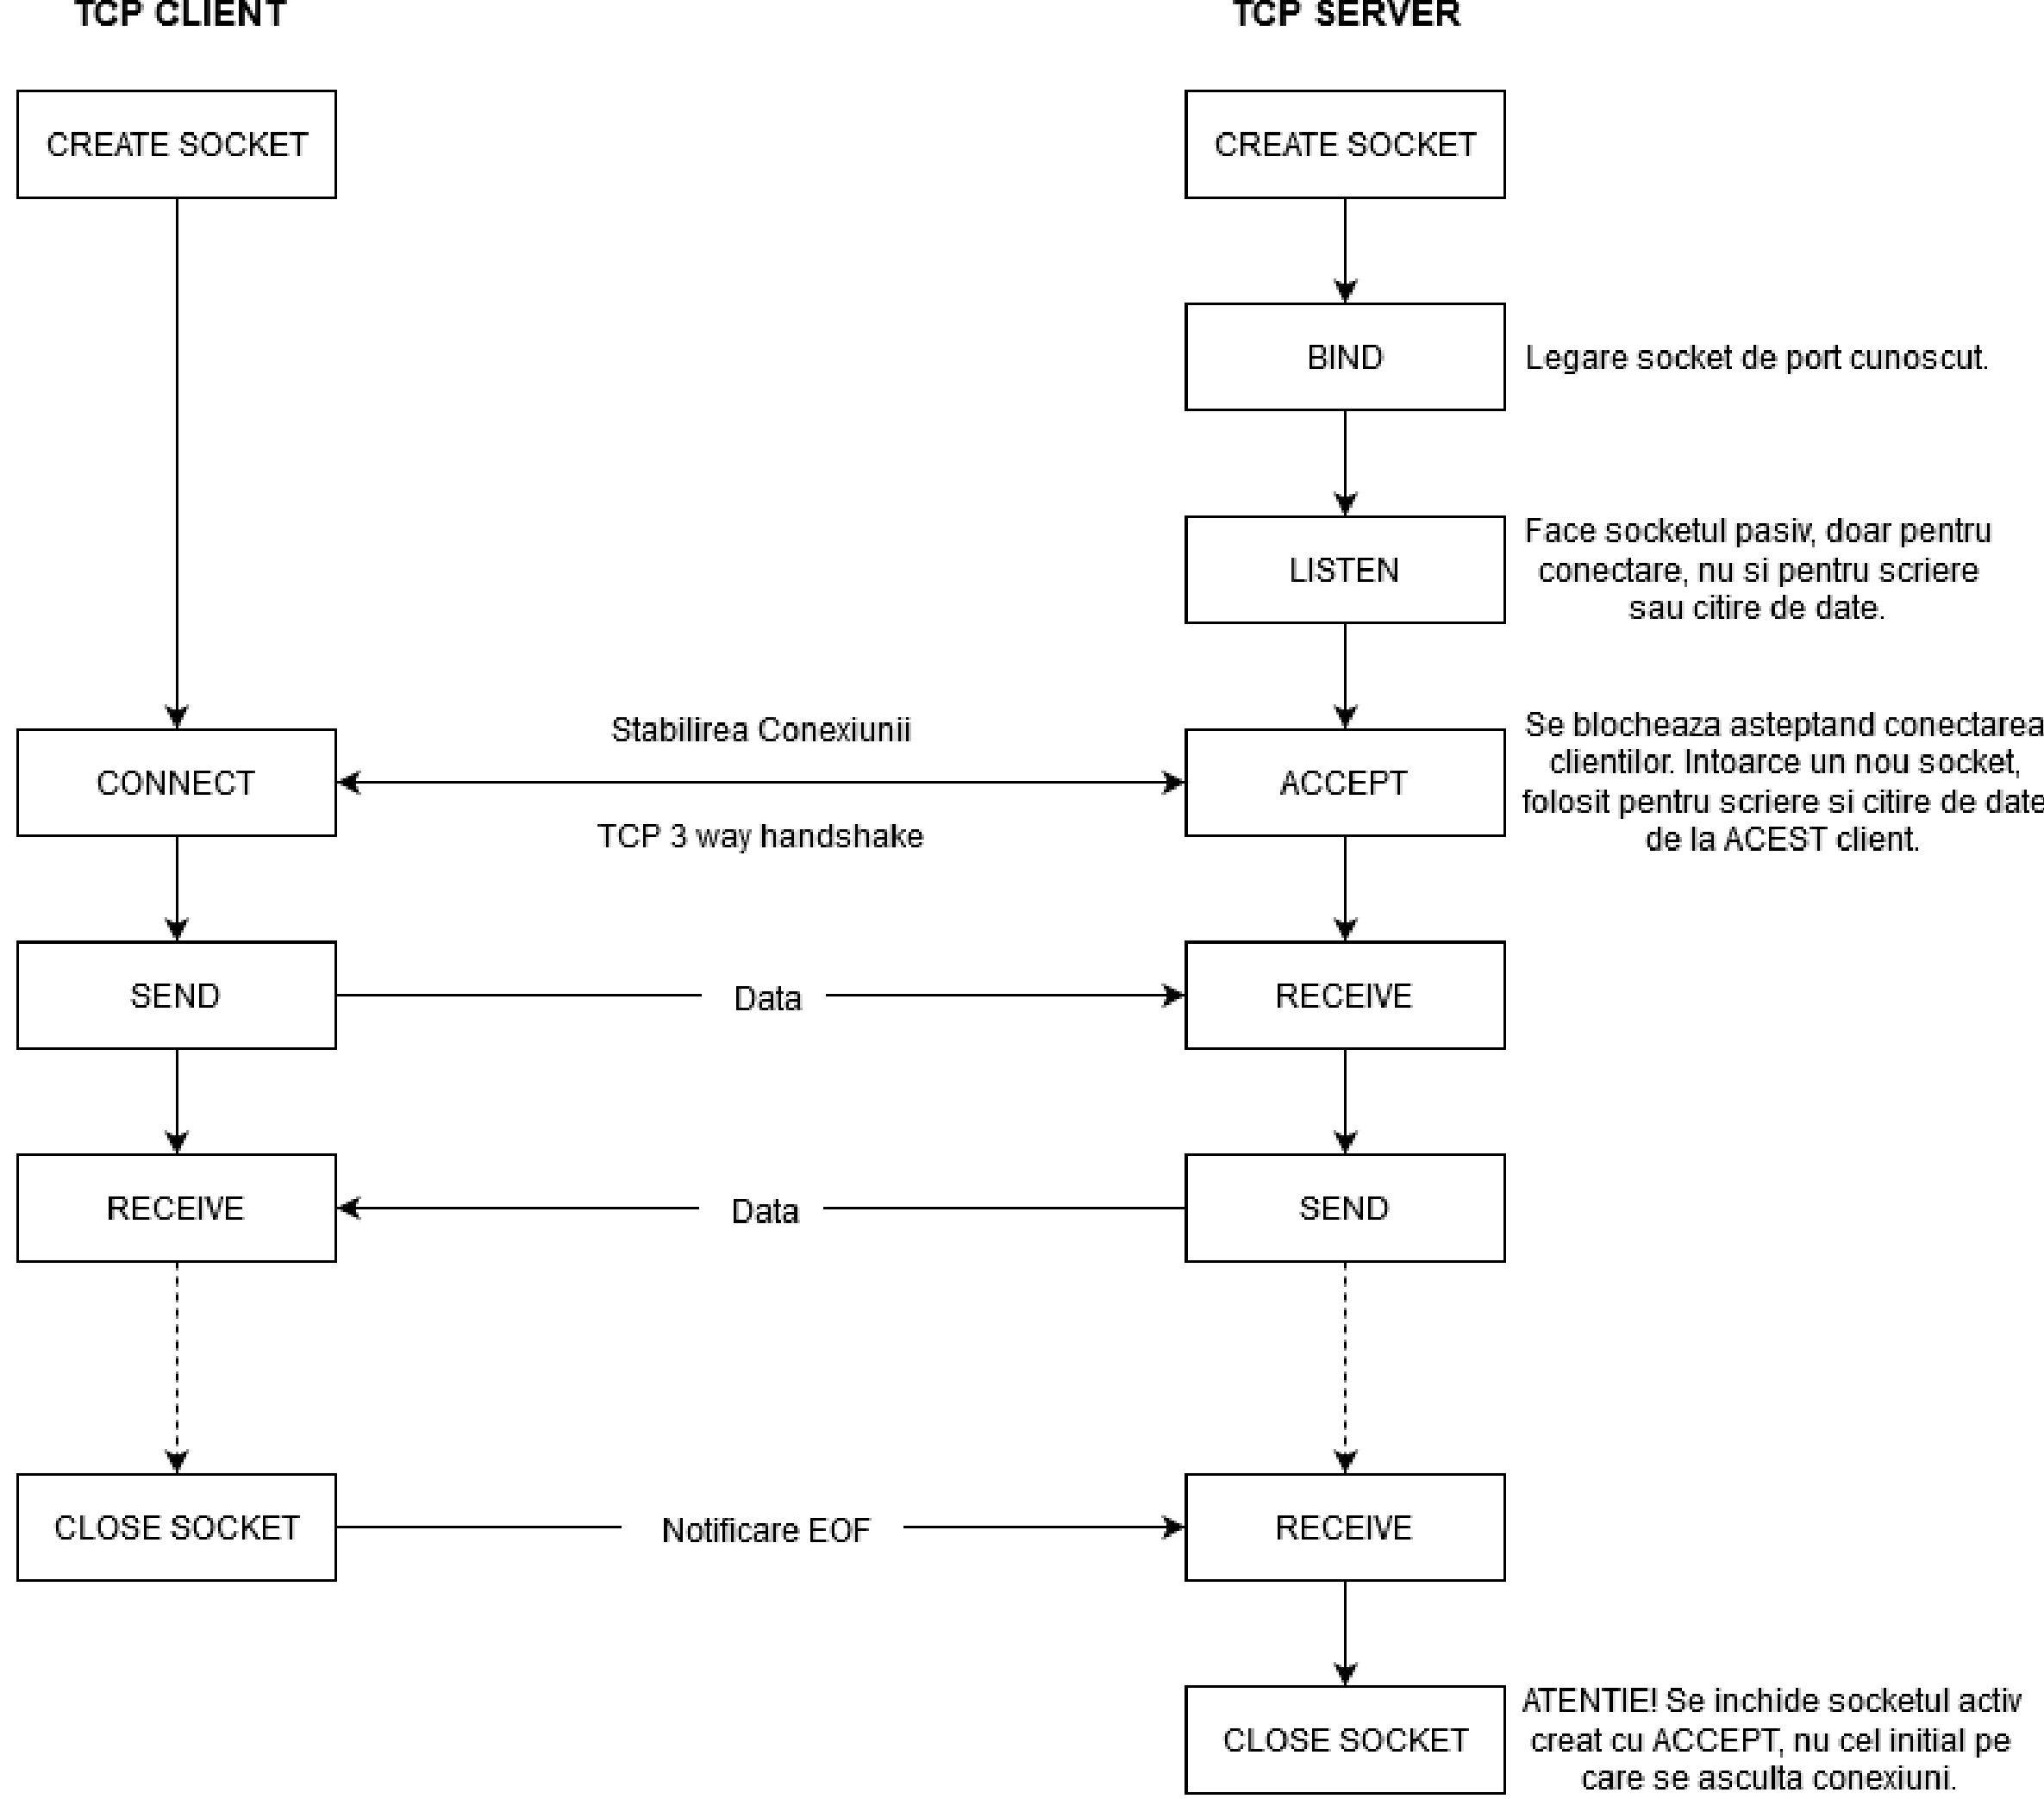 TCP CLIENT
TCP SERVER
CREATE SOCKET
CREATE SOCKET
BIND
Legare socket de port cunoscut.
LISTEN
Face socketul pasiv, doar pentru
conectare, nu si pentru scriere
sau citire de date.
CONNECT
Stabilirea Conexiunii
TCP 3 way handshake
ACCEPT
Se blocheaza asteptand conectarea
clientilor. Intoarce un nou socket,
folosit pentru scriere si citire de date
de la ACEST client.
SEND
Data
RECEIVE
RECEIVE
Data
SEND
CLOSE SOCKET
Notificare EOF
RECEIVE
CLOSE SOCKET
ATENTIE! Se inchide socketul activ
creat cu ACCEPT, nu cel initial pe
care se asculta conexiuni.